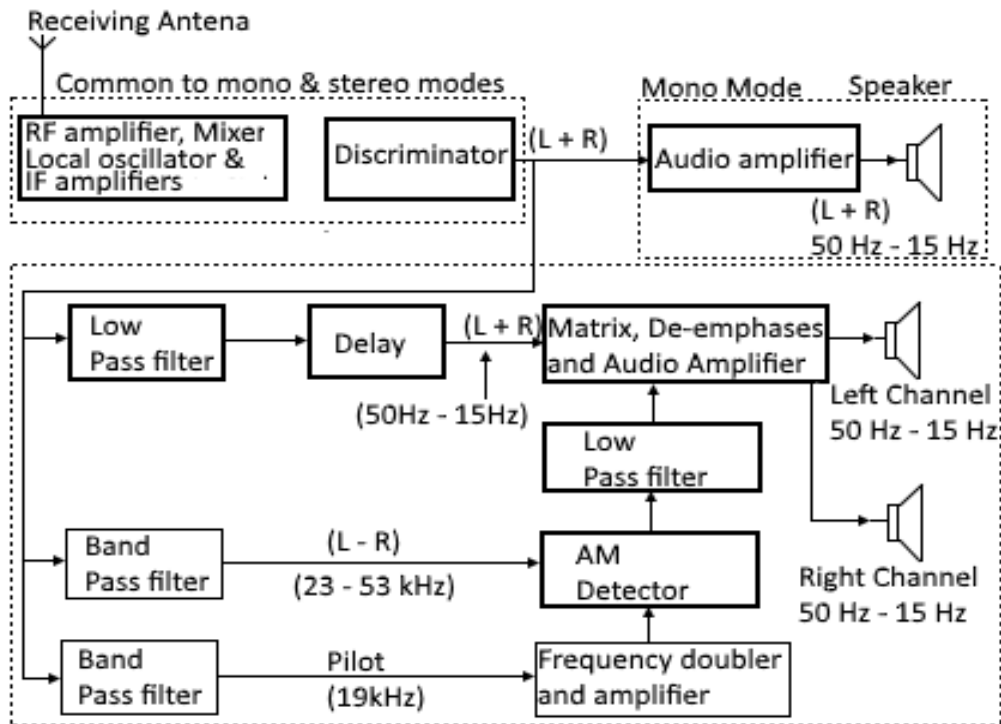 Receiving Antena
Common to mono & stereo modes
RF amplifier, Mixer
Local oscillator &
IF amplifiers
Discriminator
(L + R)
Mono Mode
Speaker
Audio amplifier
(L + R)
50 Hz - 15 Hz
Low
Pass filter
Delay
(L + R)
(50Hz - 15Hz)
Matrix, De-emphases
and Audio Amplifier
Left Channel
50 Hz - 15 Hz
Low
Pass filter
Band
Pass filter
(L - R)
(23 - 53 kHz)
AM
Detector
Right Channel
50 Hz - 15 Hz
Band
Pass filter
Pilot
(19kHz)
Frequency doubler
and amplifier